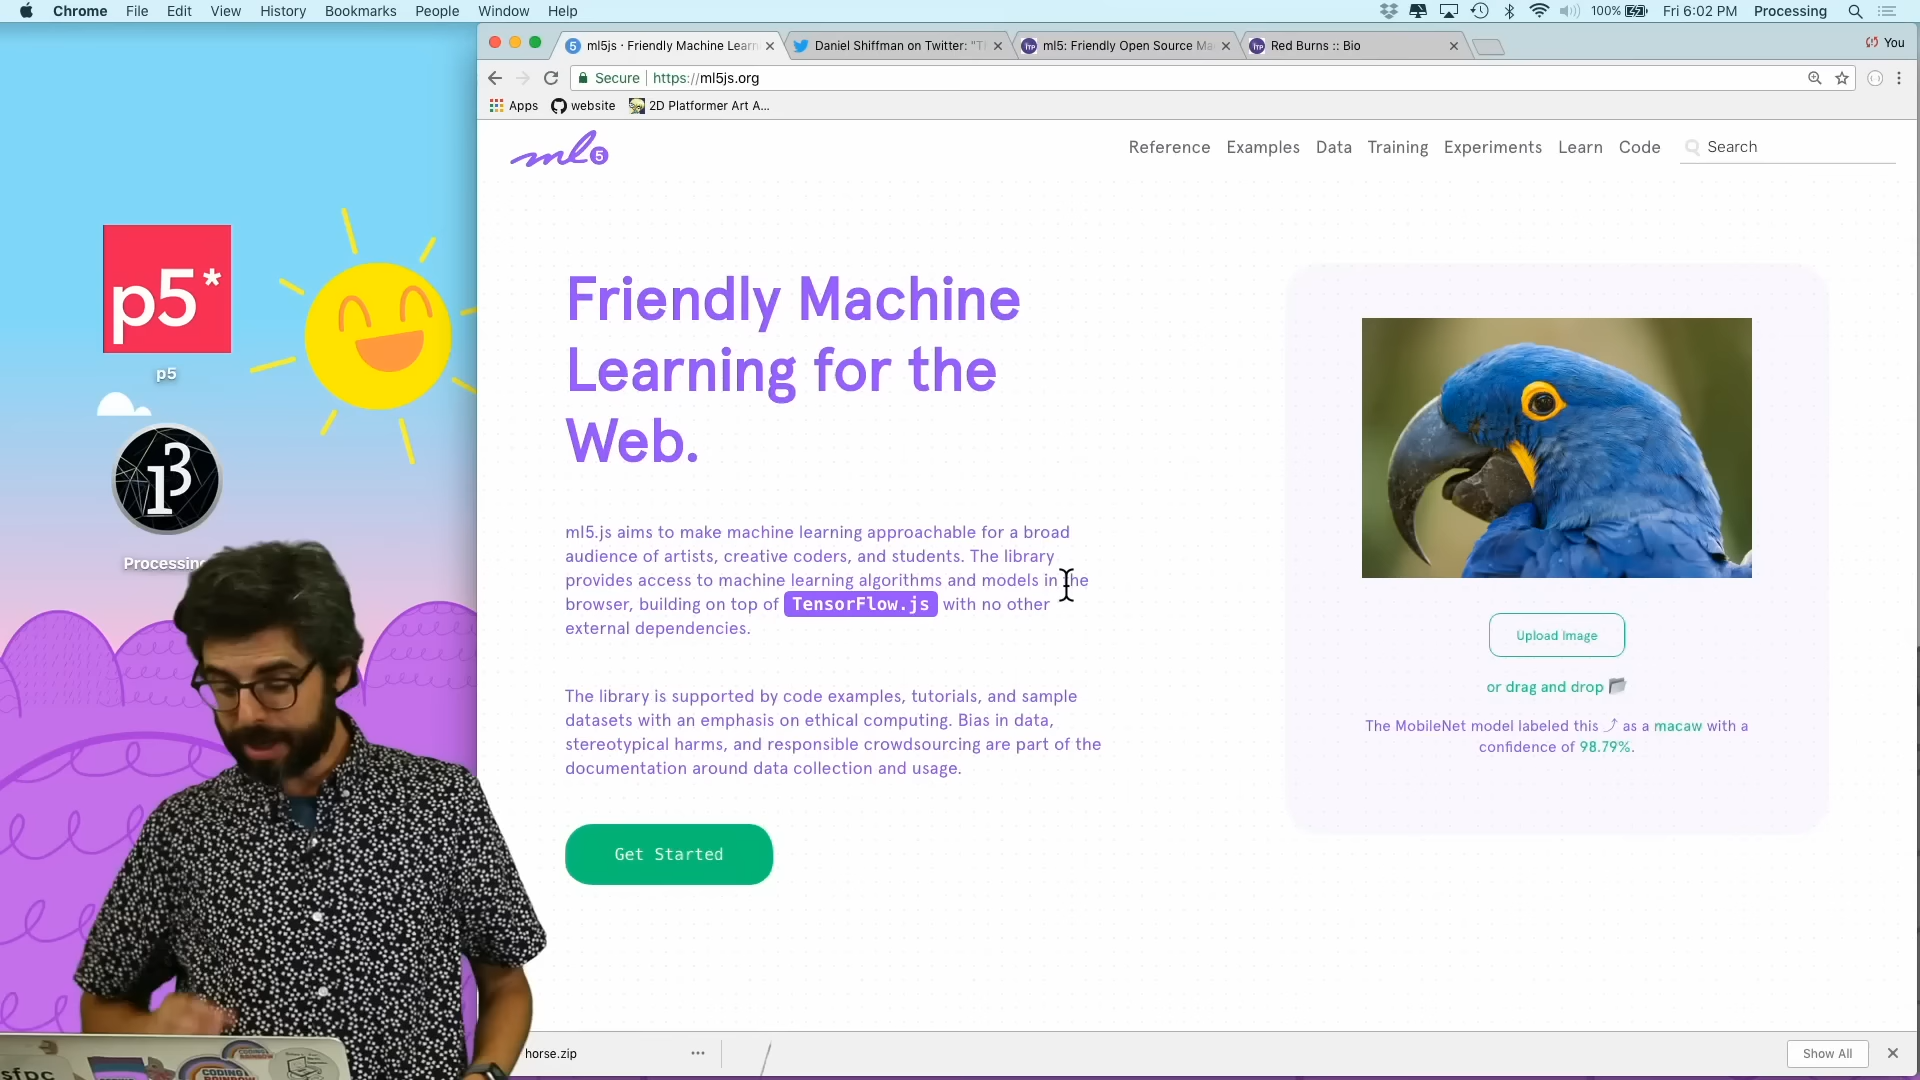 Chrome File Edit View History Bookmarks People Window Help
100% Fri 6:02 PM Processing
ml5js · Friendly Machine Learn
Daniel Shiffman on Twitter: "Th
ml5: Friendly Open Source Ma
Red Burns :: Bio
You
Secure https://ml5js.org
Apps website 2D Platformer Art A...
ml5
Reference Examples Data Training Experiments Learn Code Search
p5*
p5
Processing
Friendly Machine
Learning for the
Web.
ml5.js aims to make machine learning approachable for a broad
audience of artists, creative coders, and students. The library
provides access to machine learning algorithms and models in the
browser, building on top of TensorFlow.js with no other
external dependencies.
The library is supported by code examples, tutorials, and sample
datasets with an emphasis on ethical computing. Bias in data,
stereotypical harms, and responsible crowdsourcing are part of the
documentation around data collection and usage.
Get Started
Upload Image
or drag and drop
The MobileNet model labeled this as a macaw with a
confidence of 98.79%.
horse.zip
Show All
sfpc
CODING
RAINBOW